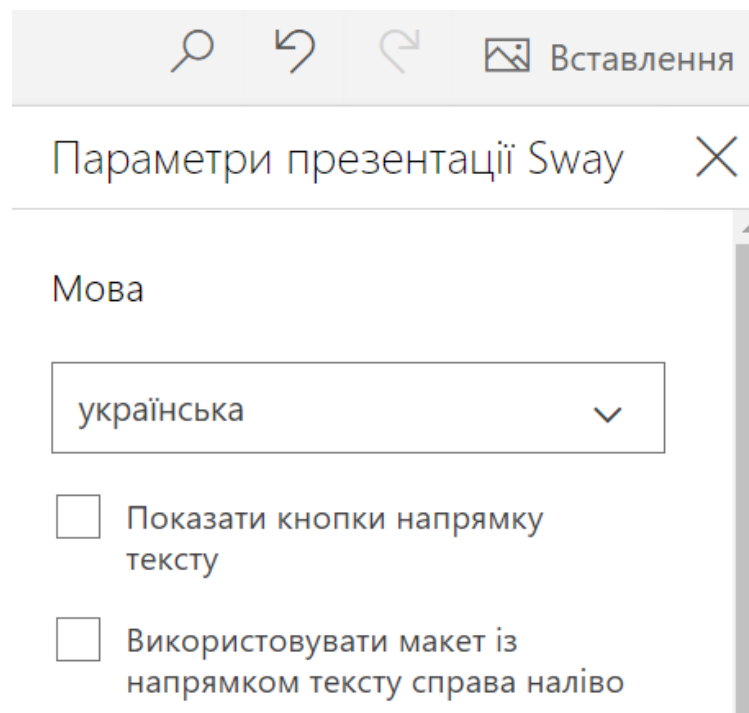 Вставлення
Параметри презентації Sway
Мова
українська
Показати кнопки напрямку
тексту
Використовувати макет із
напрямком тексту справа наліво